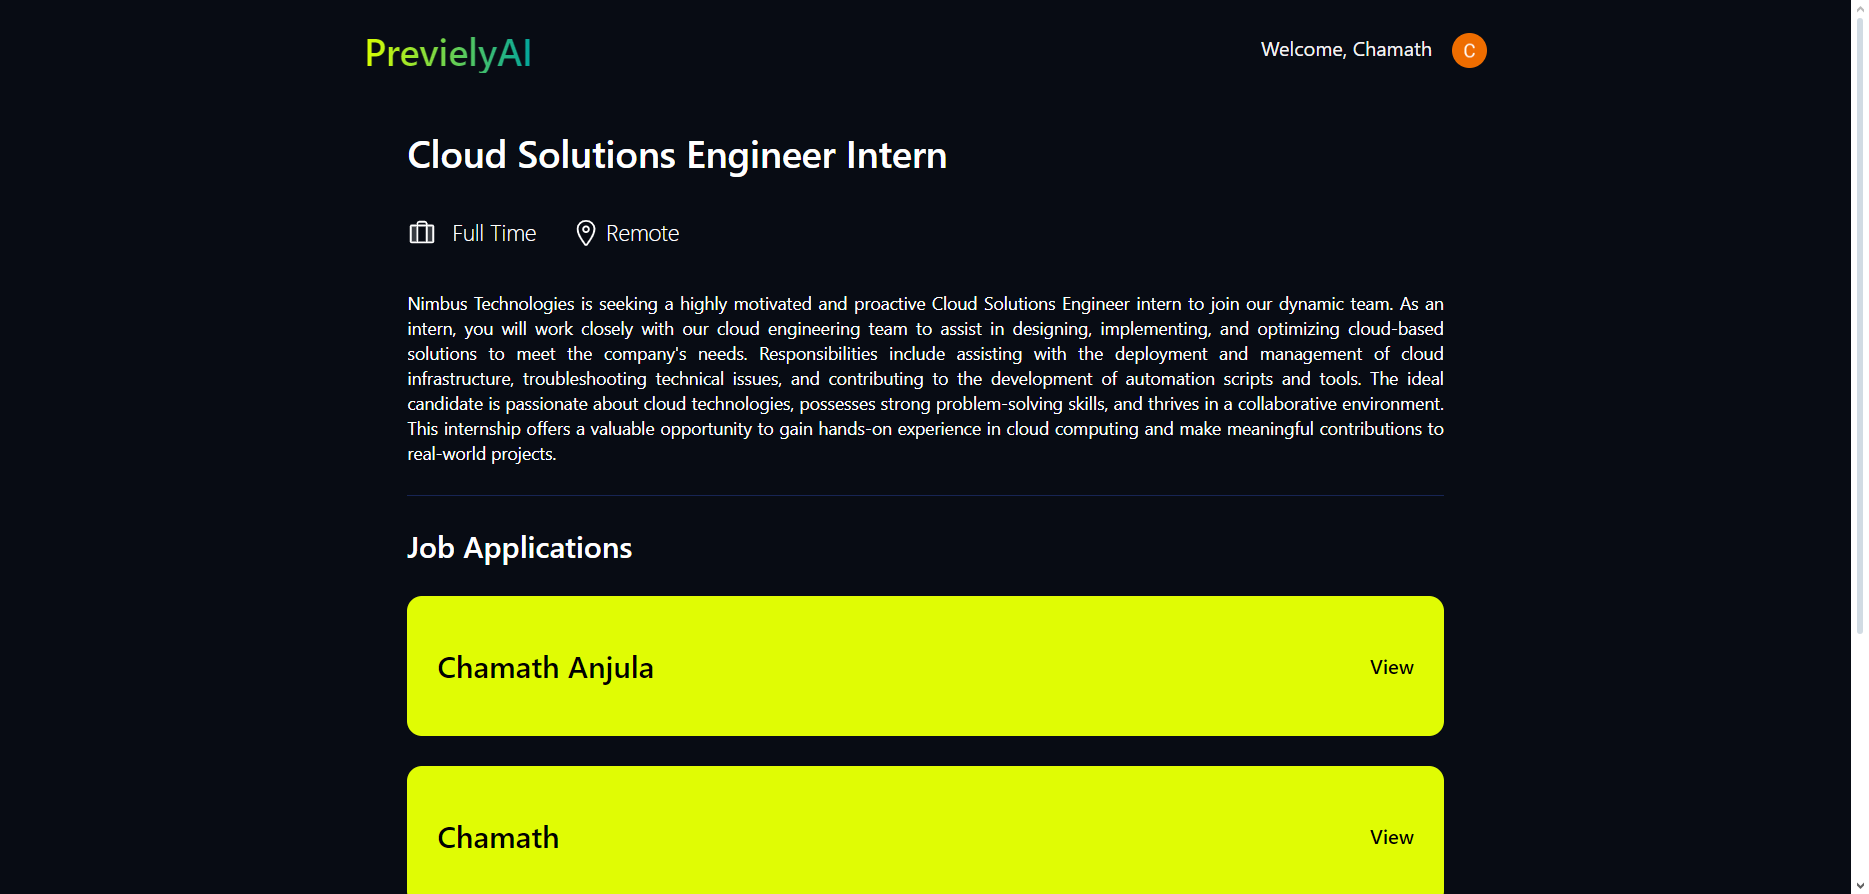 PrevielyAI
Welcome, Chamath
C
Cloud Solutions Engineer Intern
Full Time
Remote
Nimbus Technologies is seeking a highly motivated and proactive Cloud Solutions Engineer intern to join our dynamic team. As an
intern, you will work closely with our cloud engineering team to assist in designing, implementing, and optimizing cloud-based
solutions to meet the company's needs. Responsibilities include assisting with the deployment and management of cloud
infrastructure, troubleshooting technical issues, and contributing to the development of automation scripts and tools. The ideal
candidate is passionate about cloud technologies, possesses strong problem-solving skills, and thrives in a collaborative environment.
This internship offers a valuable opportunity to gain hands-on experience in cloud computing and make meaningful contributions to
real-world projects.
Job Applications
Chamath Anjula
View
Chamath
View